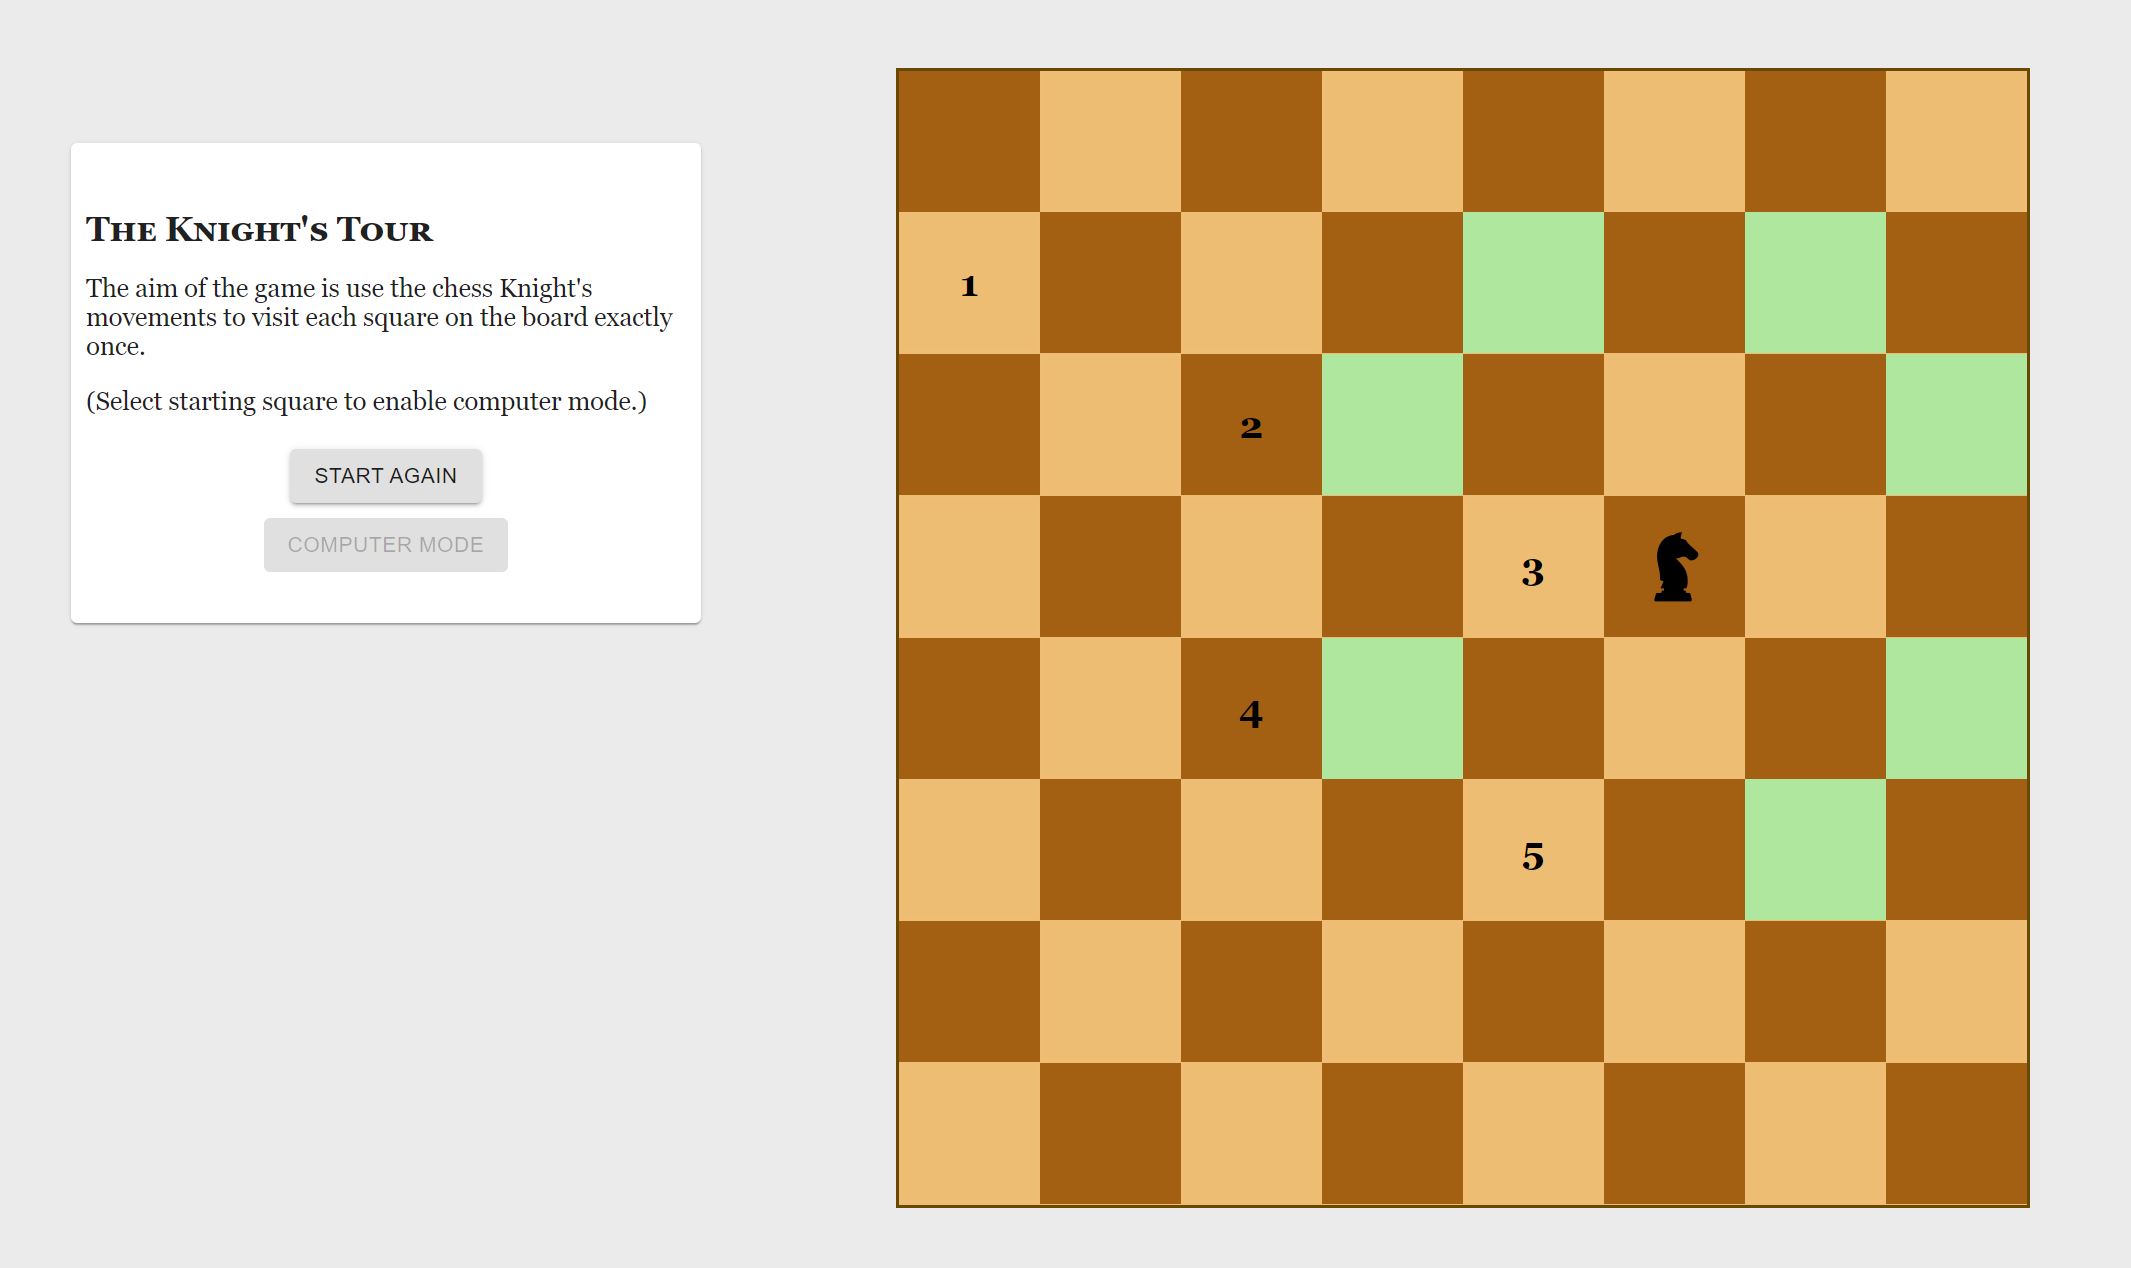 The Knight's Tour
The aim of the game is use the chess Knight's
movements to visit each square on the board exactly
once.
(Select starting square to enable computer mode.)
START AGAIN
COMPUTER MODE
1
2
3
4
5